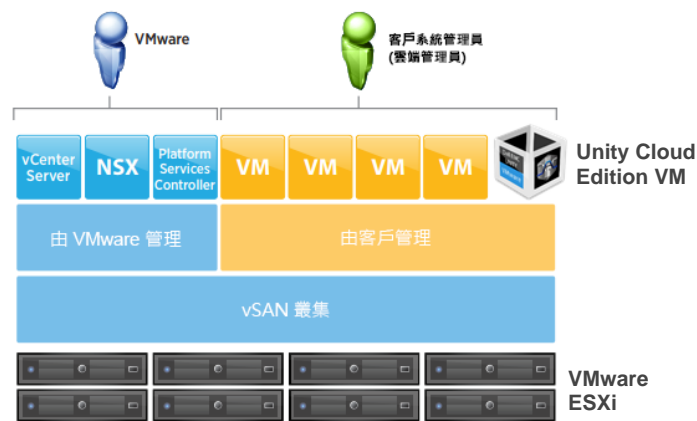 VMware
客戶系統管理員
(雲端管理員)
vCenter
Server
NSX
Platform
Services
Controller
VM
VM
VM
VM
Unity Cloud
Edition VM
由 VMware 管理
由客戶管理
vSAN 叢集
VMware
ESXi